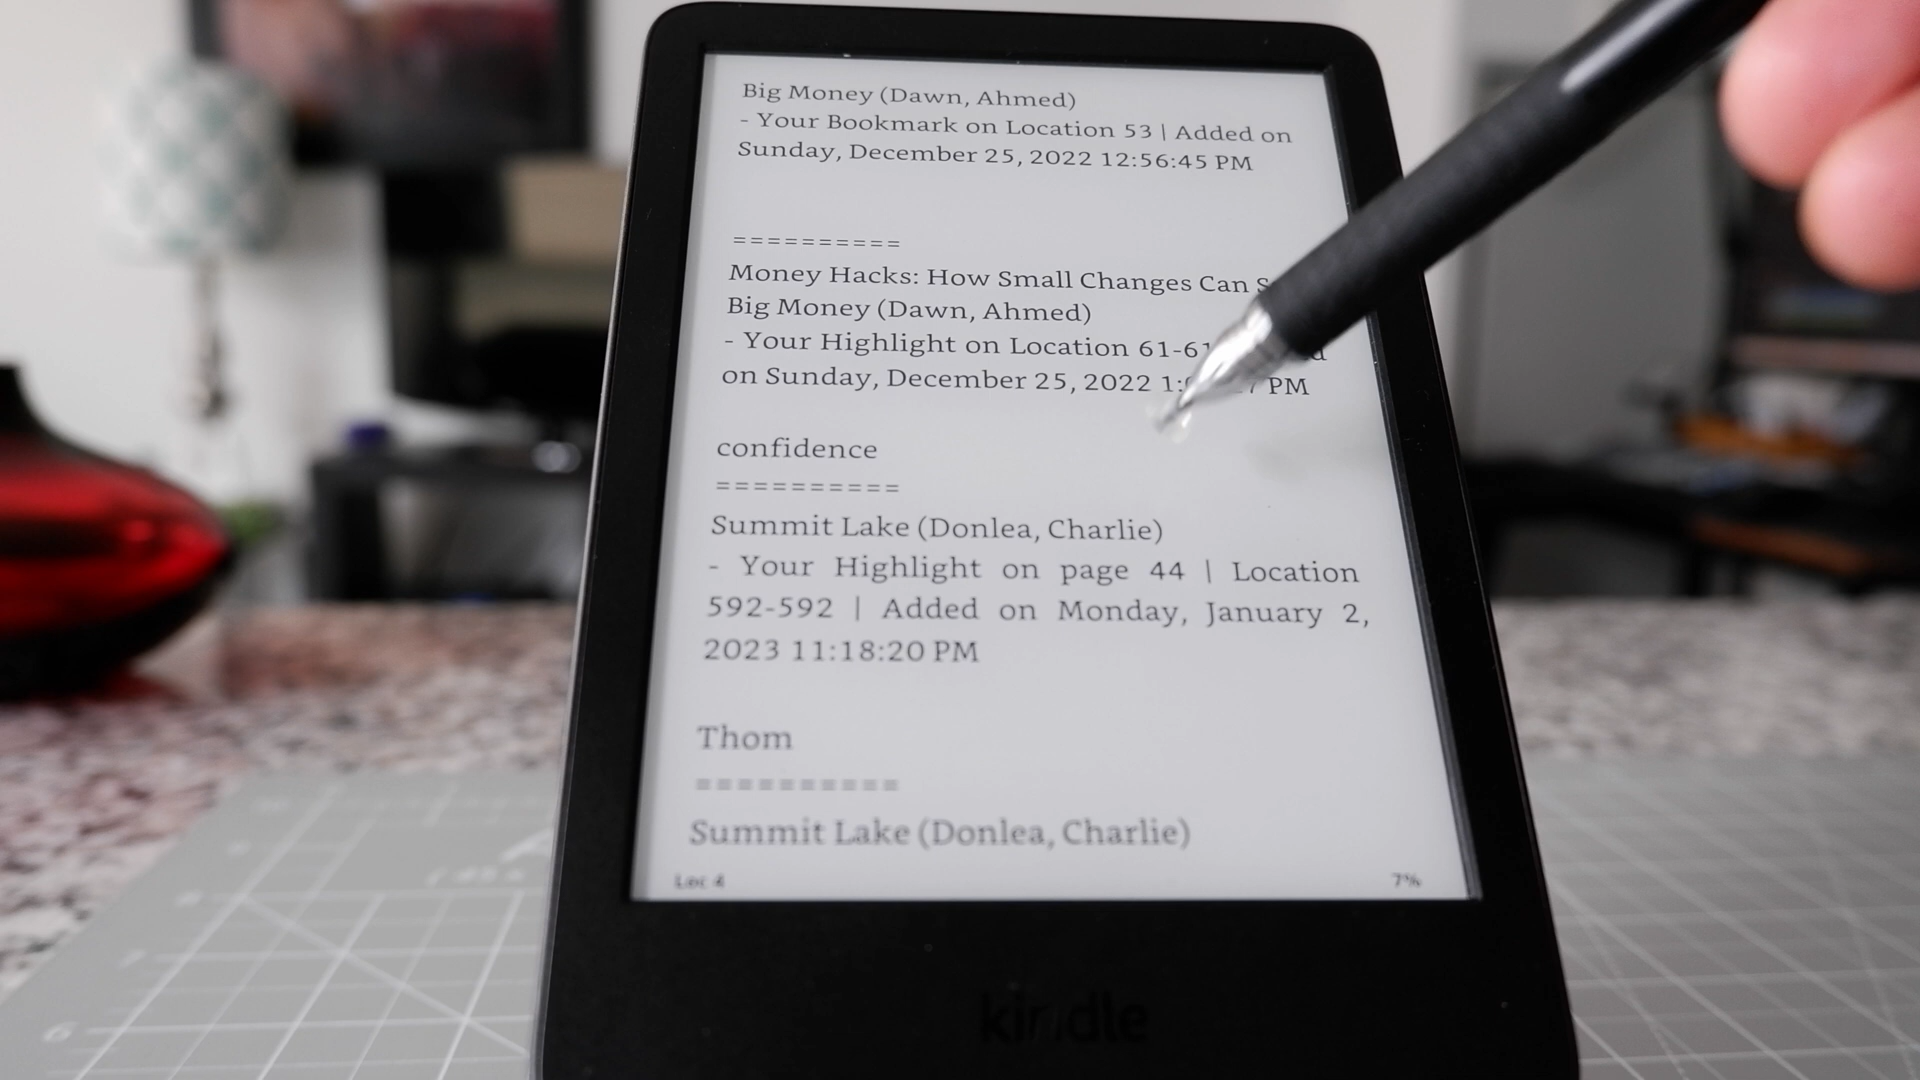 Big Money (Dawn, Ahmed)
- Your Bookmark on Location 53 | Added on
Sunday, December 25, 2022 12:56:45 PM
==========
Money Hacks: How Small Changes Can
Big Money (Dawn, Ahmed)
- Your Highlight on Location
on Sunday, December 25, 2022 PM
confidence
==========
Summit Lake (Donlea, Charlie)
- Your Highlight on page 44 | Location
592-592 | Added on Monday, January 2,
2023 11:18:20 PM
Thom
==========
Summit Lake (Donlea, Charlie)
Loc 4
7%
kindle
6